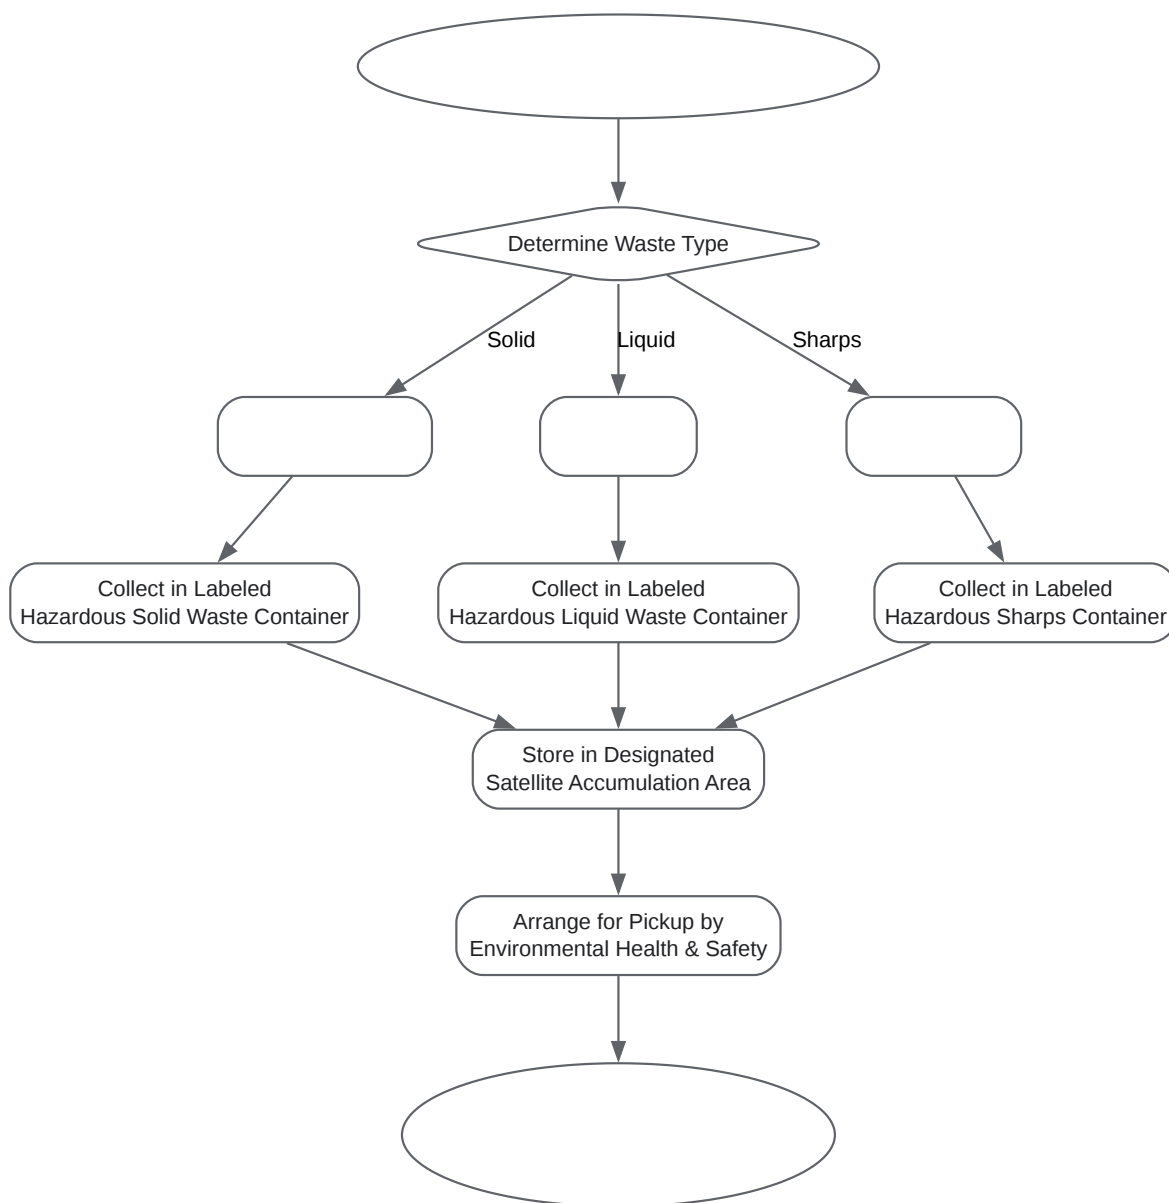 Determine Waste Type
Solid
Liquid
Sharps
Collect in Labeled
Hazardous Solid Waste Container
Collect in Labeled
Hazardous Liquid Waste Container
Collect in Labeled
Hazardous Sharps Container
Store in Designated
Satellite Accumulation Area
Arrange for Pickup by
Environmental Health & Safety